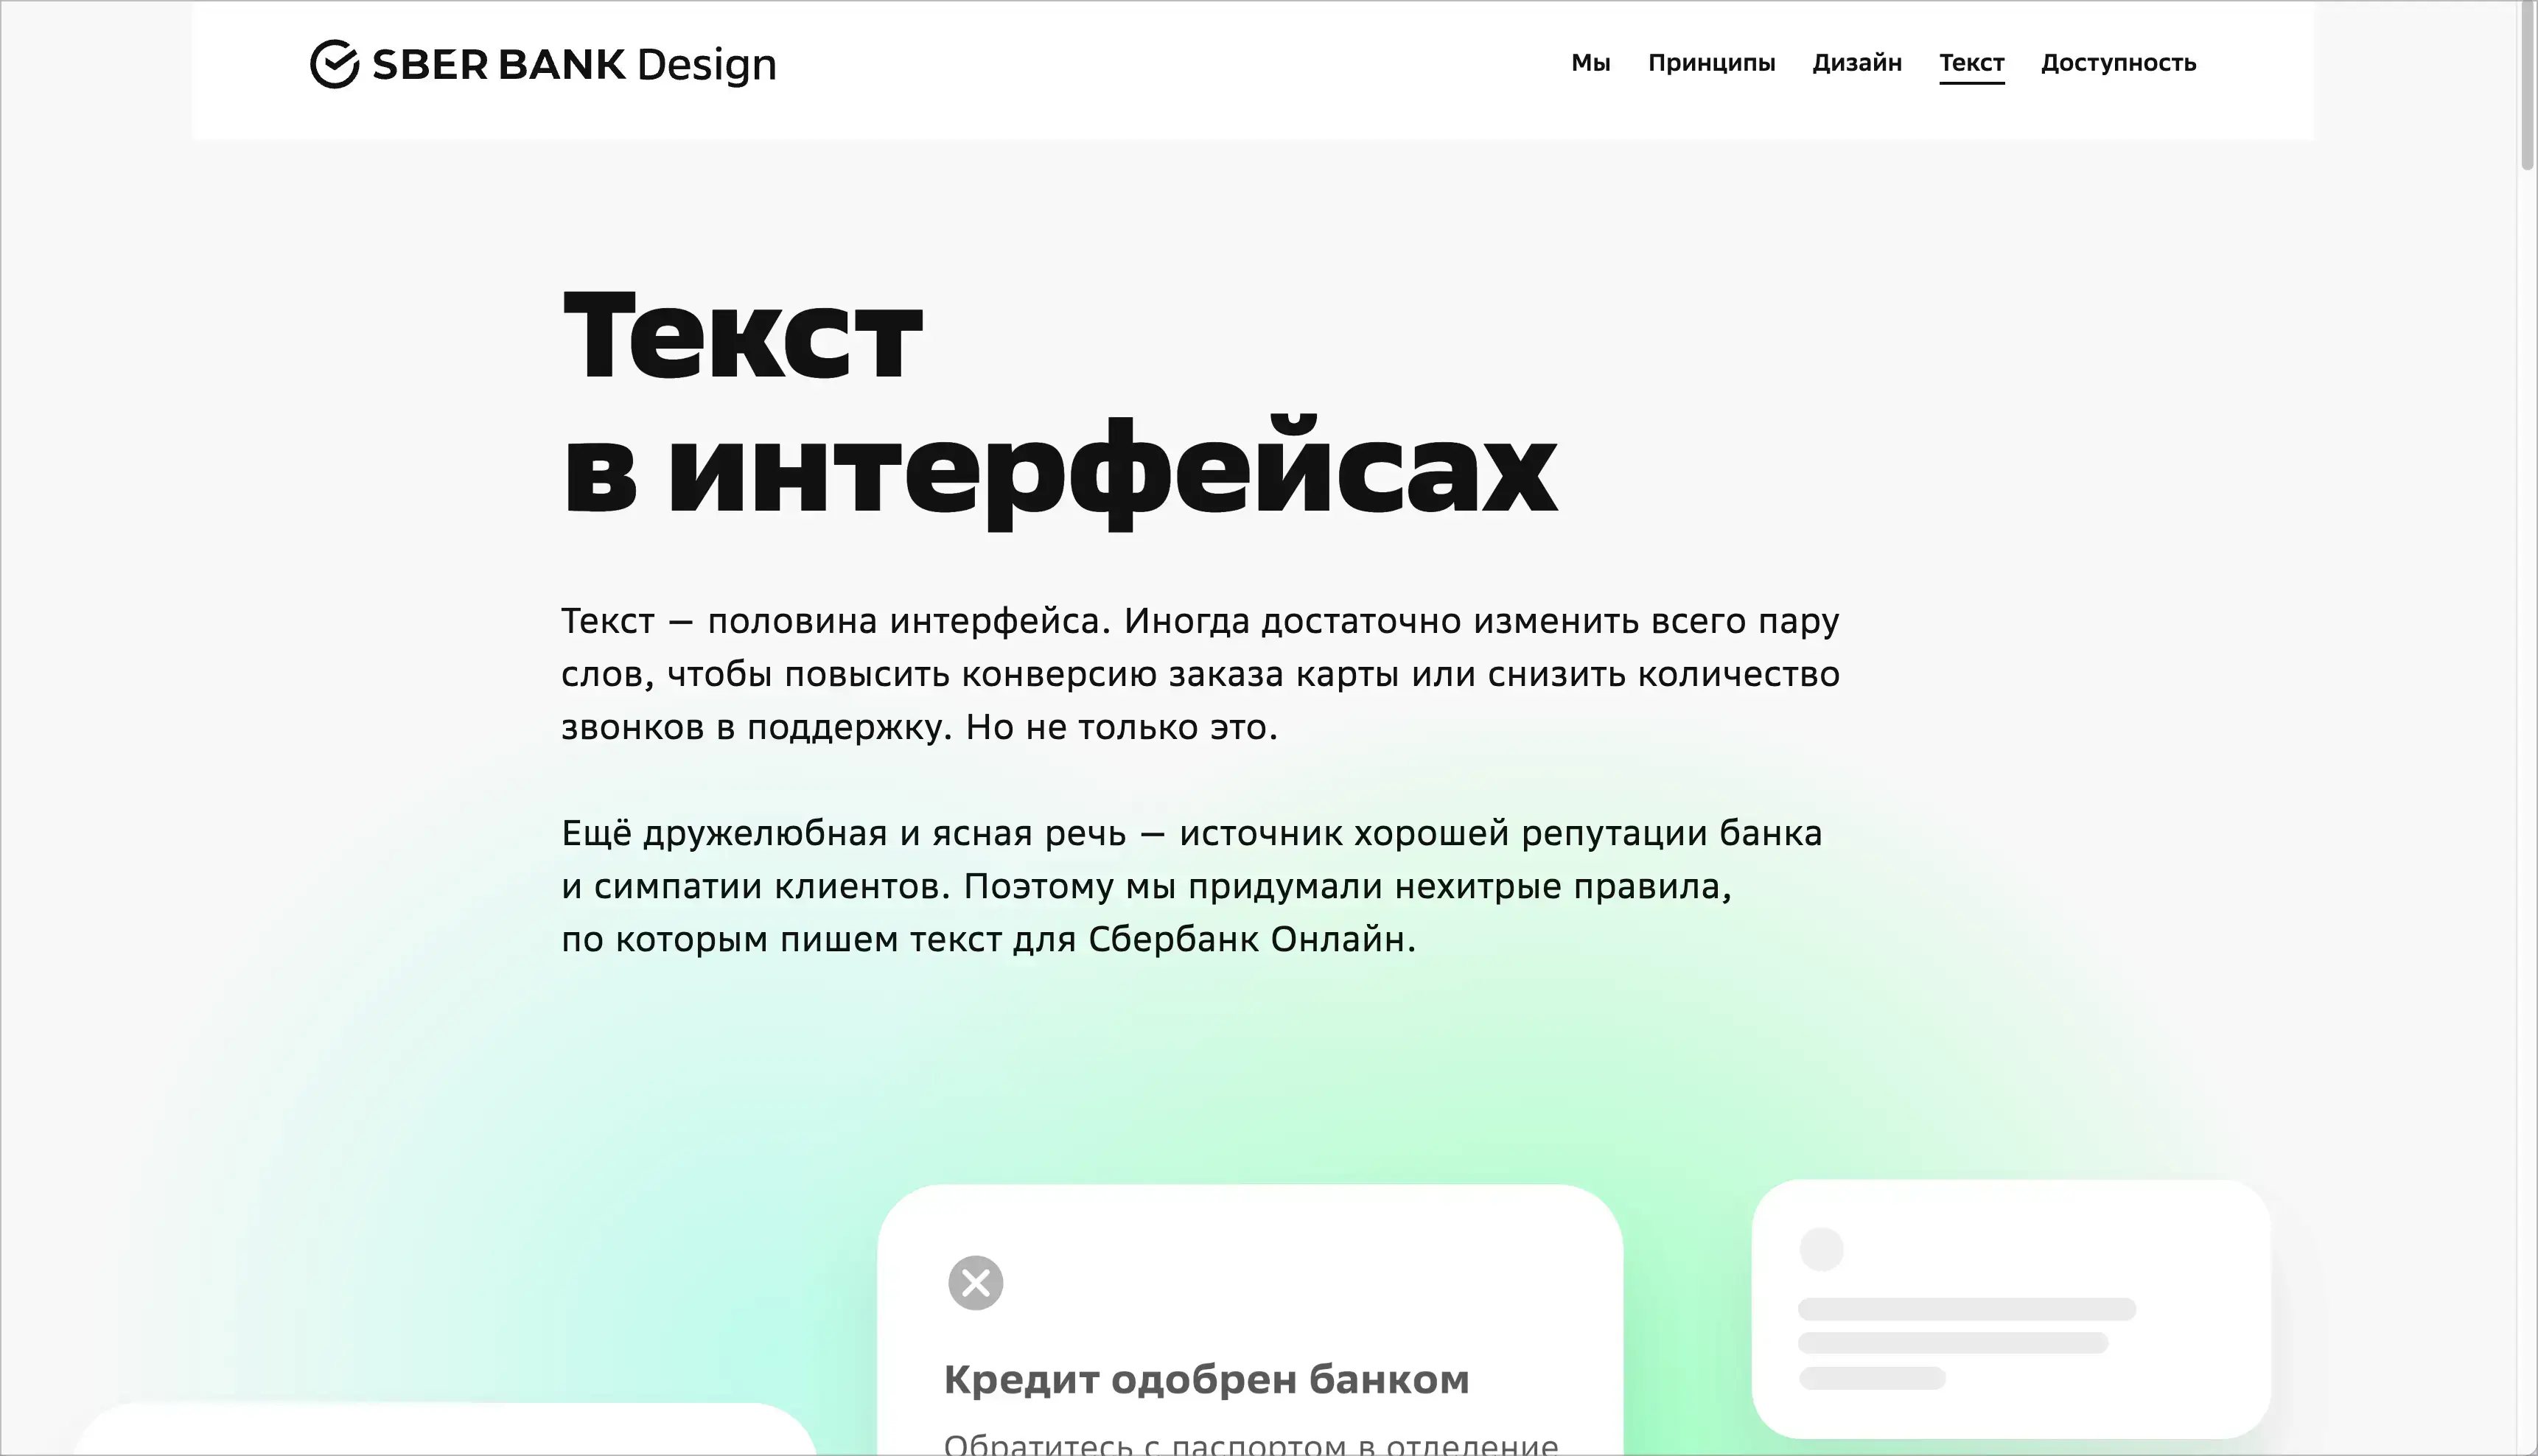 SBER BANK Design
Мы Принципы Дизайн Текст Доступность
Текст
в интерфейсах
Текст — половина интерфейса. Иногда достаточно изменить всего пару
слов, чтобы повысить конверсию заказа карты или снизить количество
звонков в поддержку. Но не только это.
Ещё дружелюбная и ясная речь — источник хорошей репутации банка
и симпатии клиентов. Поэтому мы придумали нехитрые правила,
по которым пишем текст для Сбербанк Онлайн.
Кредит одобрен банком
Обратитесь с паспортом в отделение